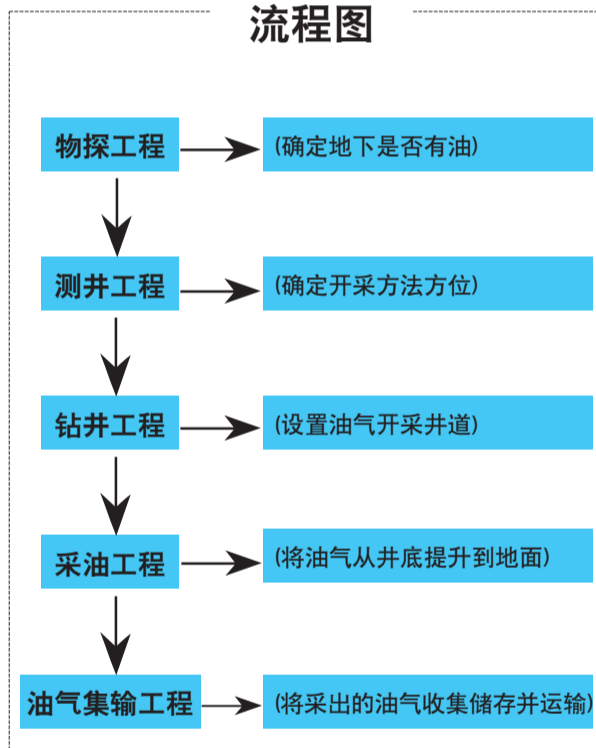 流程图
物探工程
(确定地下是否有油)
测井工程
(确定开采方法方位)
钻井工程
(设置油气开采井道)
采油工程
(将油气从井底提升到地面)
油气集输工程
(将采出的油气收集储存并运输)